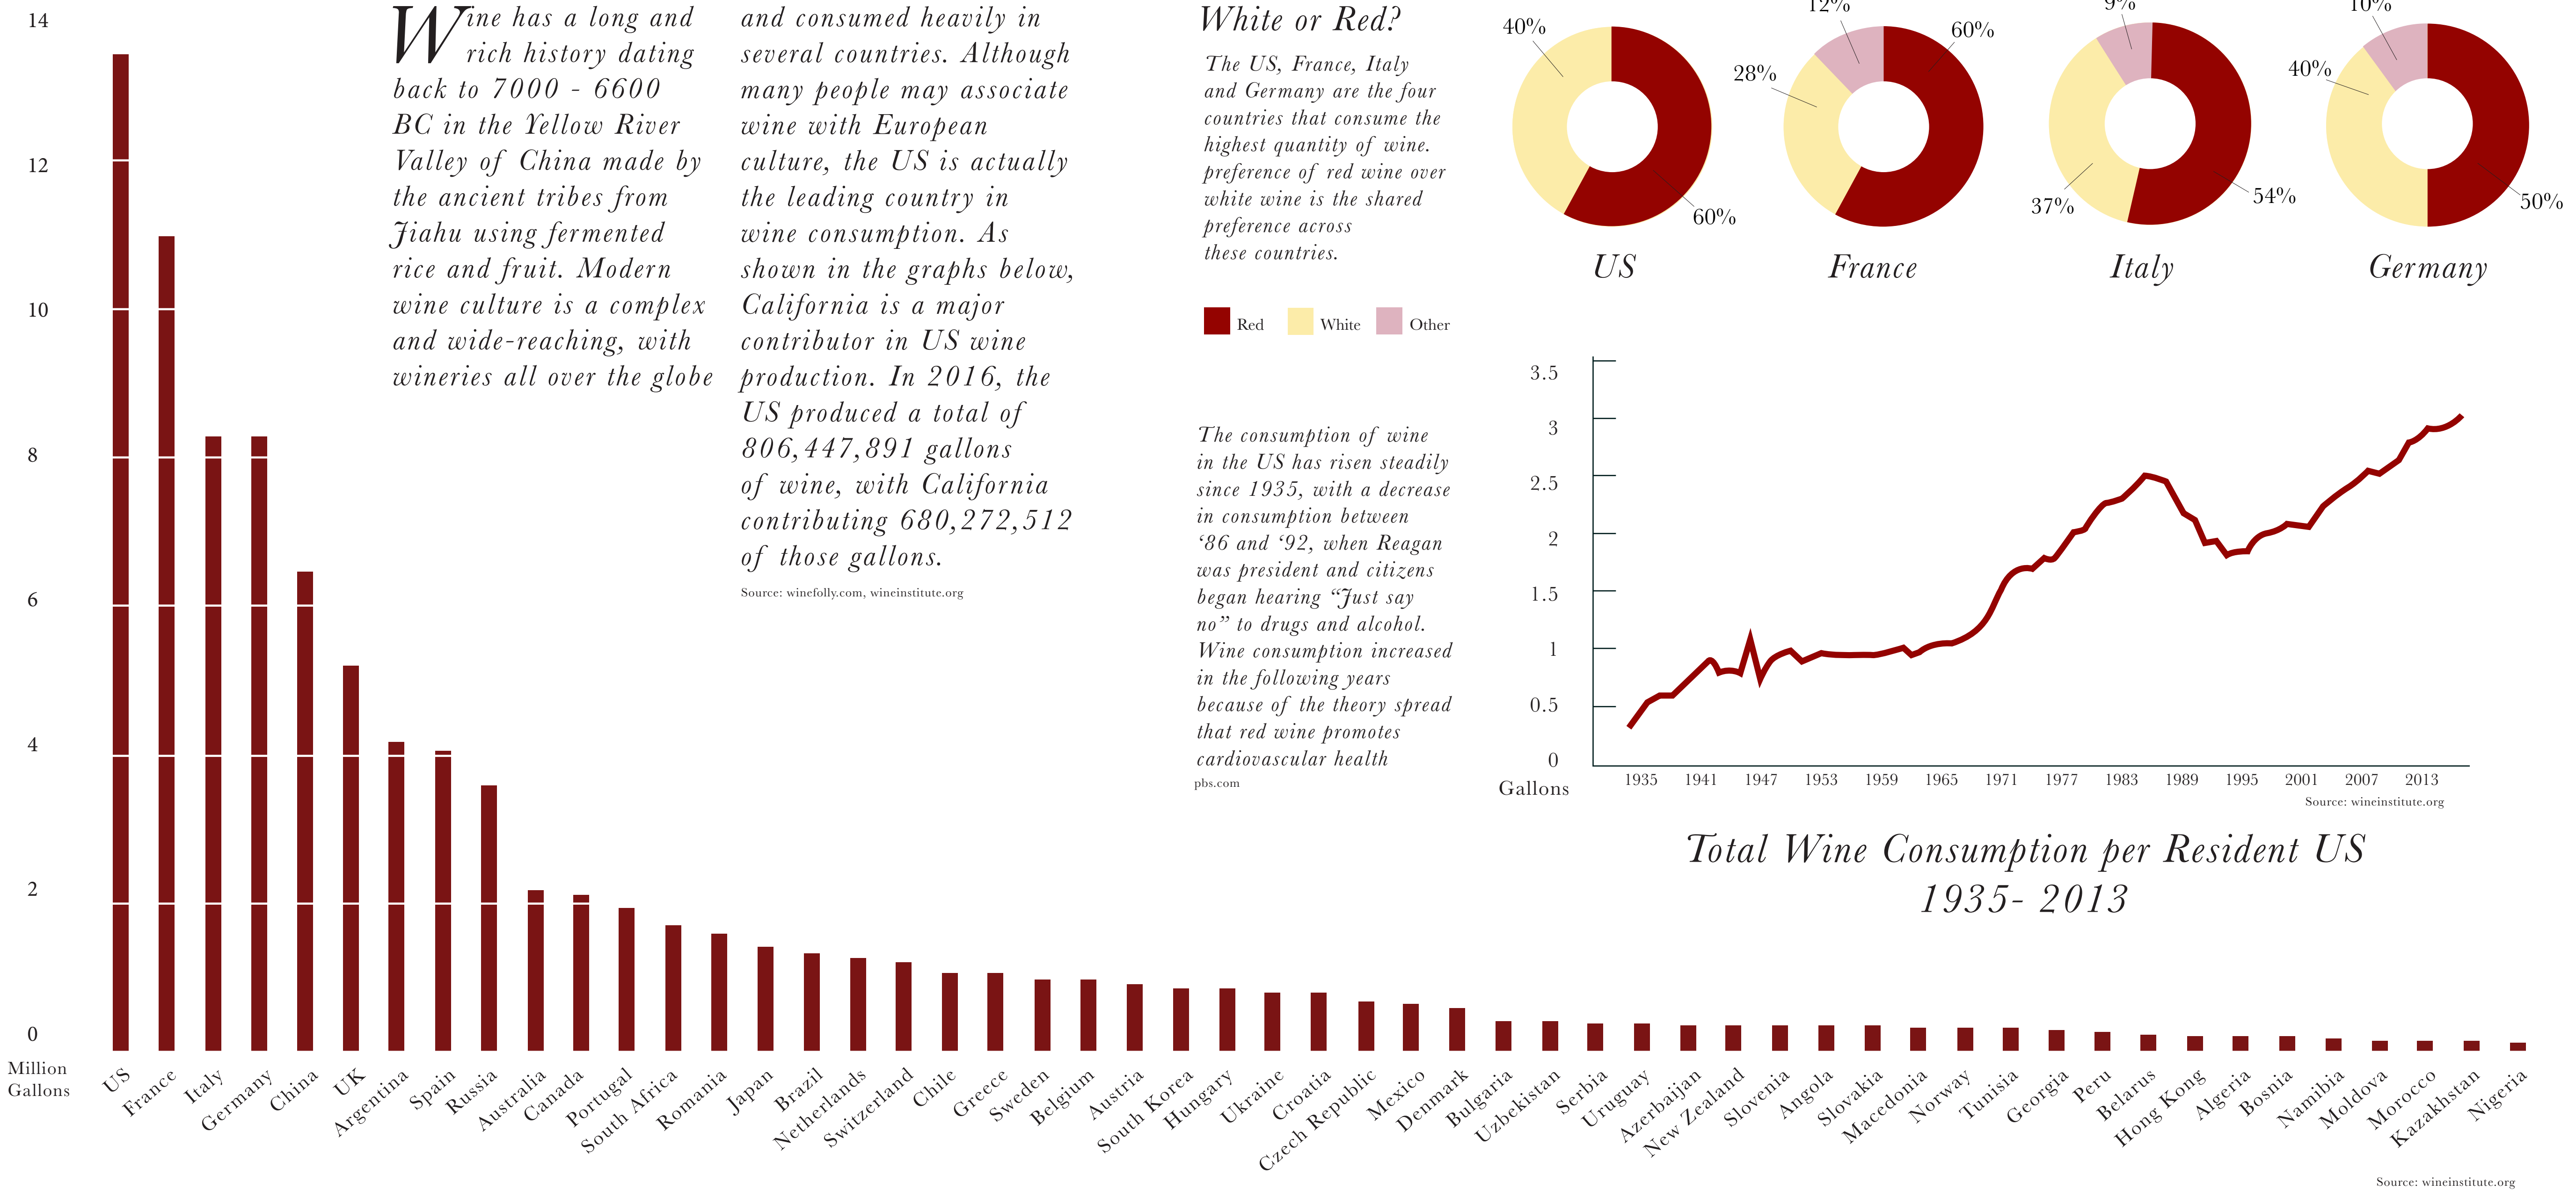 14
12
10
8
6
4
2
0
Million
Gallons
Wine has a long and
rich history dating
back to 7000 - 6600
BC in the Yellow River
Valley of China made by
the ancient tribes from
Jiahu using fermented
rice and fruit. Modern
wine culture is a complex
and wide-reaching, with
wineries all over the globe
and consumed heavily in
several countries. Although
many people may associate
wine with European
culture, the US is actually
the leading country in
wine consumption. As
shown in the graphs below,
California is a major
contributor in US wine
production. In 2016, the
US produced a total of
806,447,891 gallons
of wine, with California
contributing 680,272,512
of those gallons.
Source: winefolly.com, wineinstitute.org
White or Red?
The US, France, Italy
and Germany are the four
countries that consume the
highest quantity of wine.
preference of red wine over
white wine is the shared
preference across
these countries.
Red
White
Other
40%
60%
US
12%
60%
28%
France
9%
37%
54%
Italy
10%
40%
50%
Germany
The consumption of wine
in the US has risen steadily
since 1935, with a decrease
in consumption between
‘86 and ‘92, when Reagan
was president and citizens
began hearing “Just say
no” to drugs and alcohol.
Wine consumption increased
in the following years
because of the theory spread
that red wine promotes
cardiovascular health
pbs.com
3.5
3
2.5
2
1.5
1
0.5
0
Gallons
1935 1941 1947 1953 1959 1965 1971 1977 1983 1989 1995 2001 2007 2013
Source: wineinstitute.org
Total Wine Consumption per Resident US
1935- 2013
US
France
Italy
Germany
China
UK
Argentina
Spain
Russia
Australia
Canada
Portugal
South Africa
Romania
Japan
Brazil
Netherlands
Switzerland
Chile
Greece
Sweden
Belgium
Austria
South Korea
Hungary
Ukraine
Croatia
Czech Republic
Mexico
Denmark
Bulgaria
Uzbekistan
Serbia
Uruguay
Azerbaijan
New Zealand
Slovenia
Angola
Slovakia
Macedonia
Norway
Tunisia
Georgia
Peru
Belarus
Hong Kong
Algeria
Bosnia
Namibia
Moldova
Morocco
Kazakhstan
Nigeria
Source: wineinstitute.org